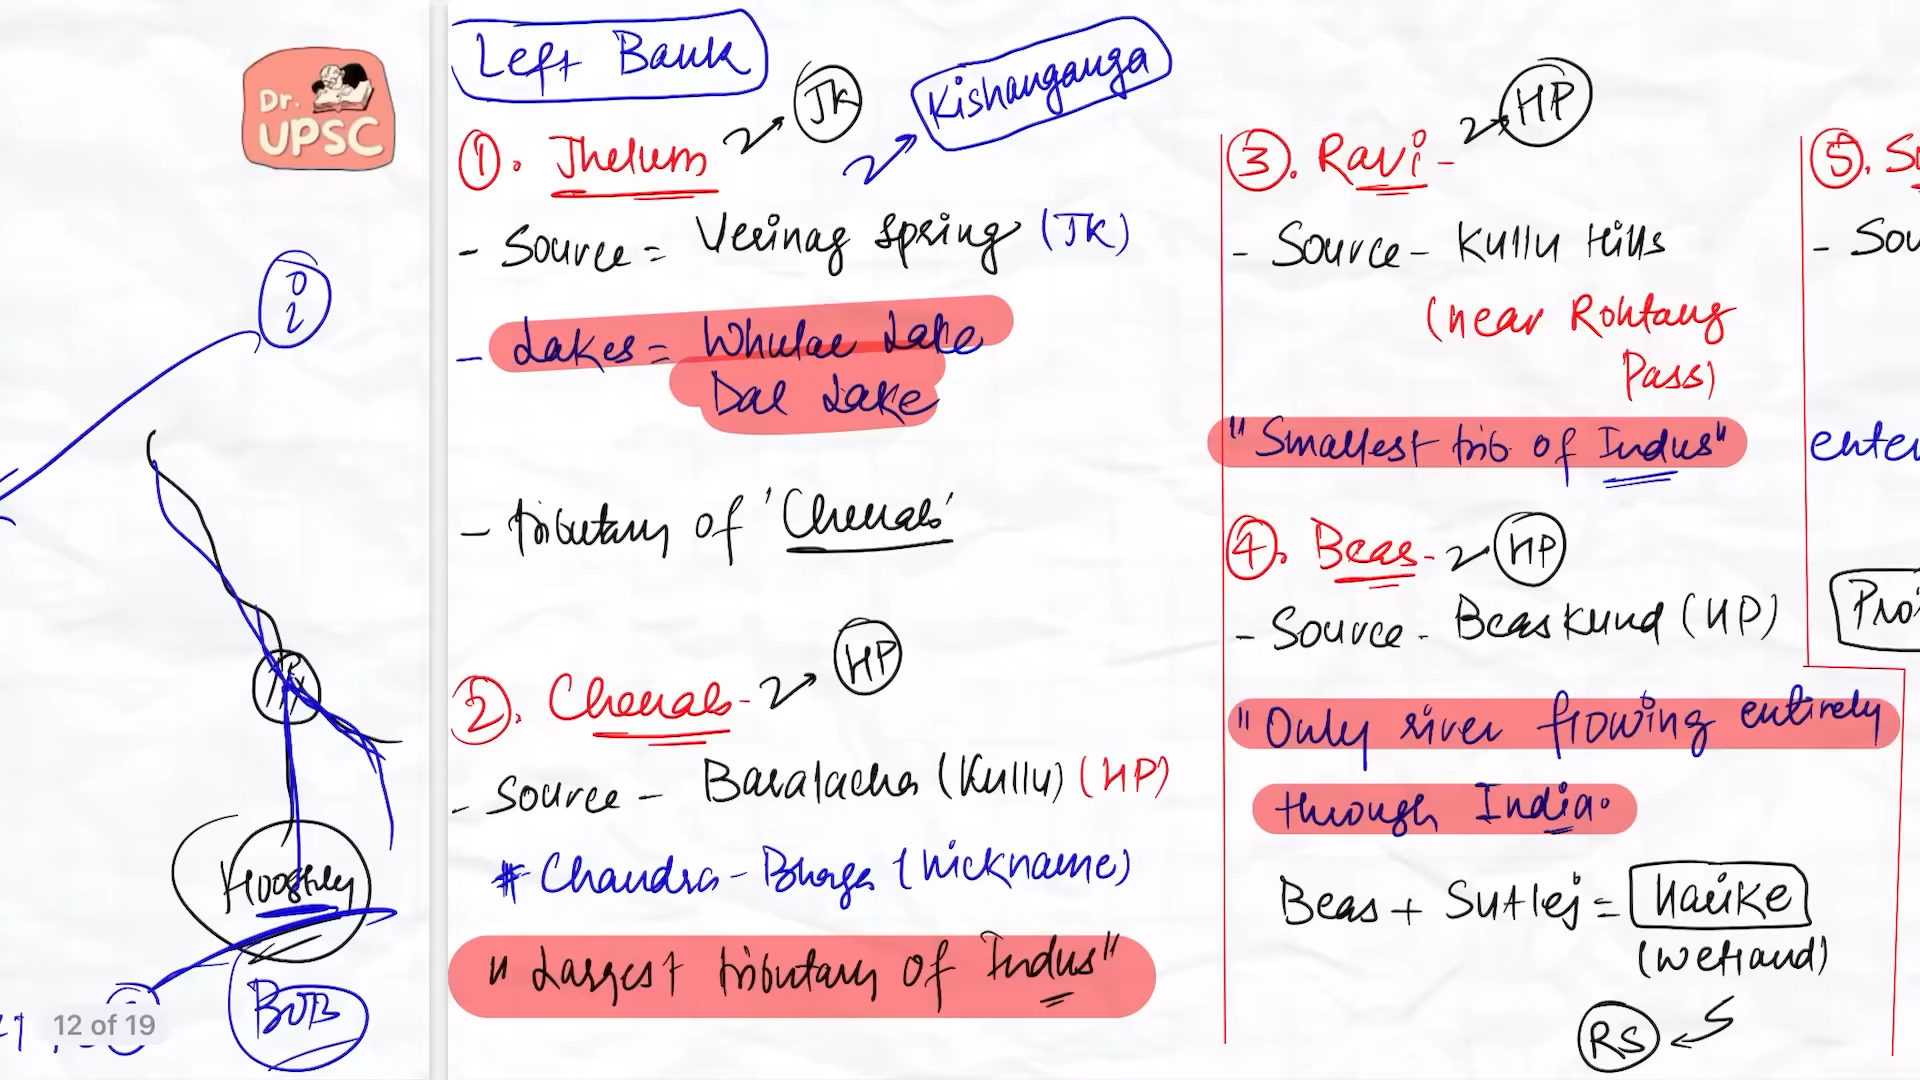 Dr.
UPSC
Hooghly
BOB
12 of 19
Left Bank
①. Jhelum
JK
Kishanganga
- Source = Verinag spring (JK)
- Lakes = Whular Lake
Dal Lake
- tributary of 'Chenab'
②. Chenab-
HP
- Source - Baralacha (Kullu) (HP)
# Chandra-Bhaga (nickname)
" Largest tributary of Indus"
③. Ravi -
HP
- Source - Kullu Hills
(near Rohtang
Pass)
"Smallest trib. of Indus"
④. Beas -
HP
- Source - Beas Kund (HP)
"Only river flowing entirely
through India.
Beas + Sutlej = Harike
(wetland)
RS
⑤.